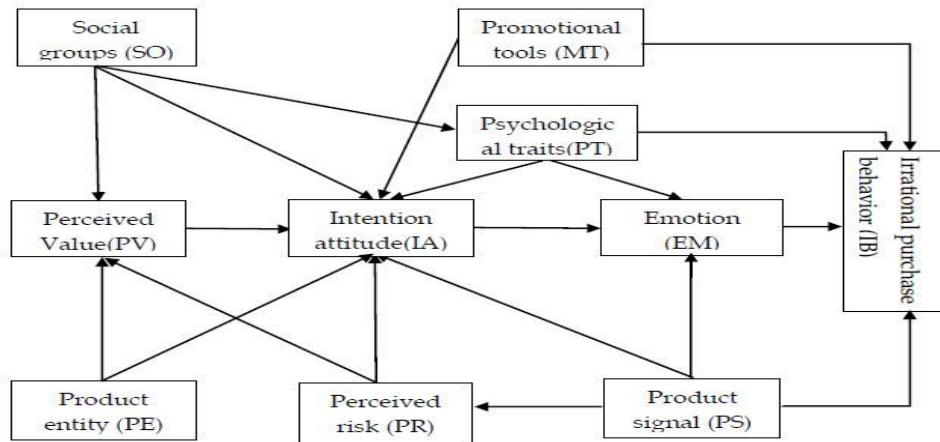 Social
groups (SO)
Promotional
tools (MT)
Psychologic
al traits(PT)
Perceived
Value(PV)
Intention
attitude(IA)
Emotion
(EM)
Irrational purchase
behavior (IB)
Product
entity (PE)
Perceived
risk (PR)
Product
signal (PS)